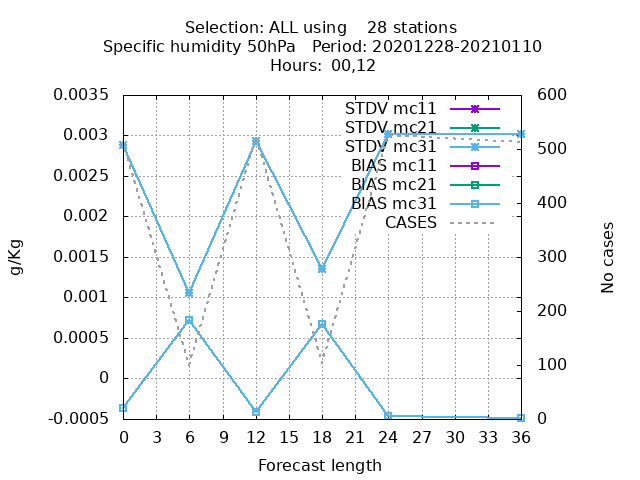 Selection: ALL using    28 stations
Specific humidity 50hPa   Period: 20201228-20210110
Hours:  00,12
0.0035
0.003
0.0025
0.002
0.0015
0.001
0.0005
0
-0.0005
g/Kg
STDV mc11
STDV mc21
STDV mc31
BIAS mc11
BIAS mc21
BIAS mc31
CASES
600
500
400
300
200
100
0
No cases
0 3 6 9 12 15 18 21 24 27 30 33 36
Forecast length